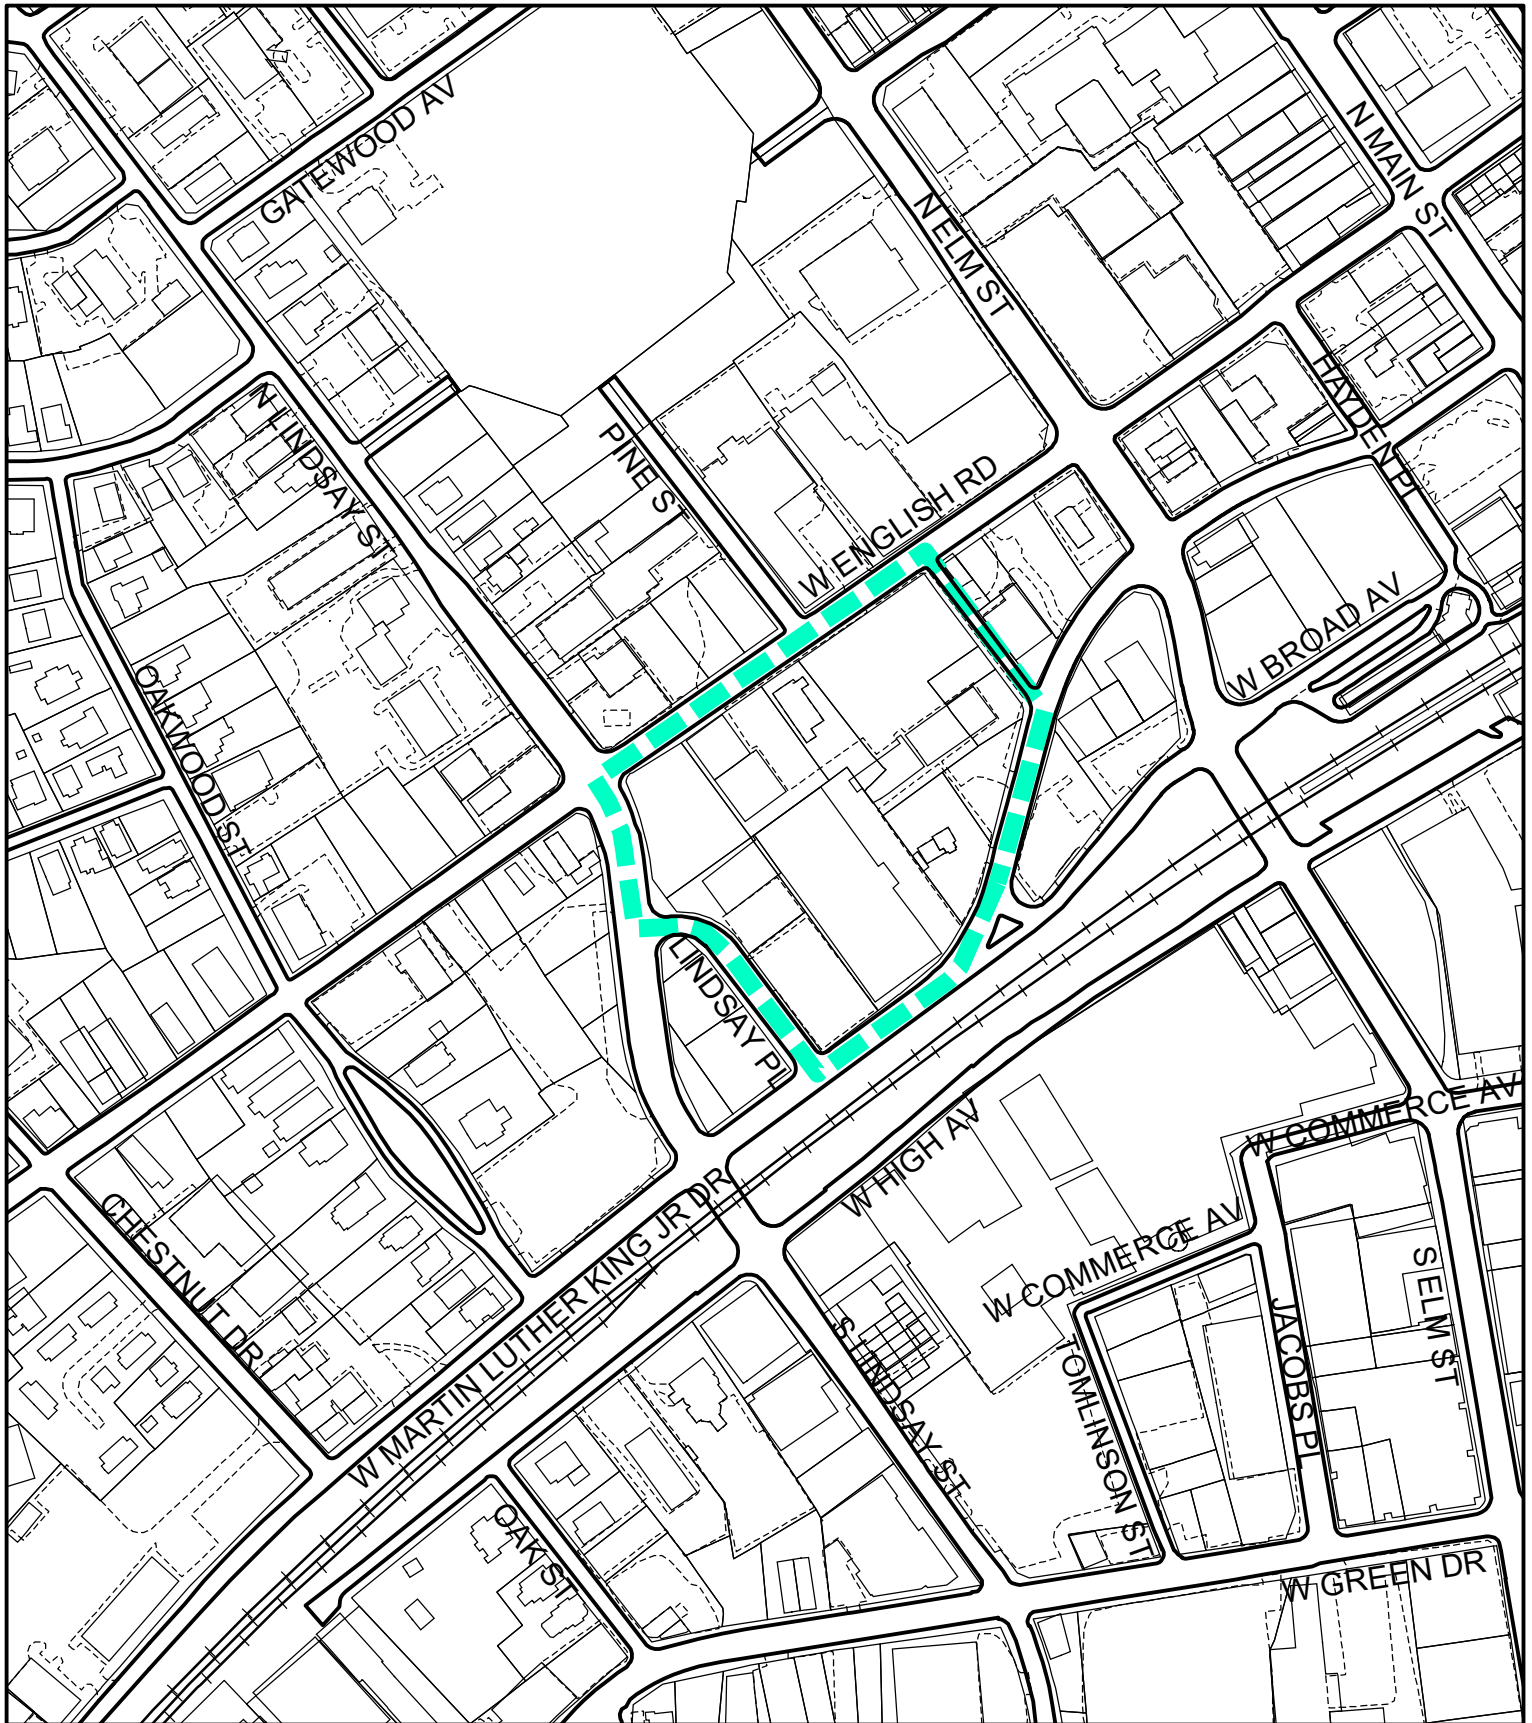 GATEWOOD AV
N MAIN ST
N ELM ST
HAYDEN PL
N LINDSAY ST
PINE ST
W ENGLISH RD
W BROAD AV
OAKWOOD ST
LINDSAY PL
W HIGH AV
W COMMERCE AV
W COMMERCE AV
CHESTNUT DR
W MARTIN LUTHER KING JR DR
S ELM ST
JACOBS PL
TOMLINSON ST
S LINDSAY ST
OAK ST
W GREEN DR